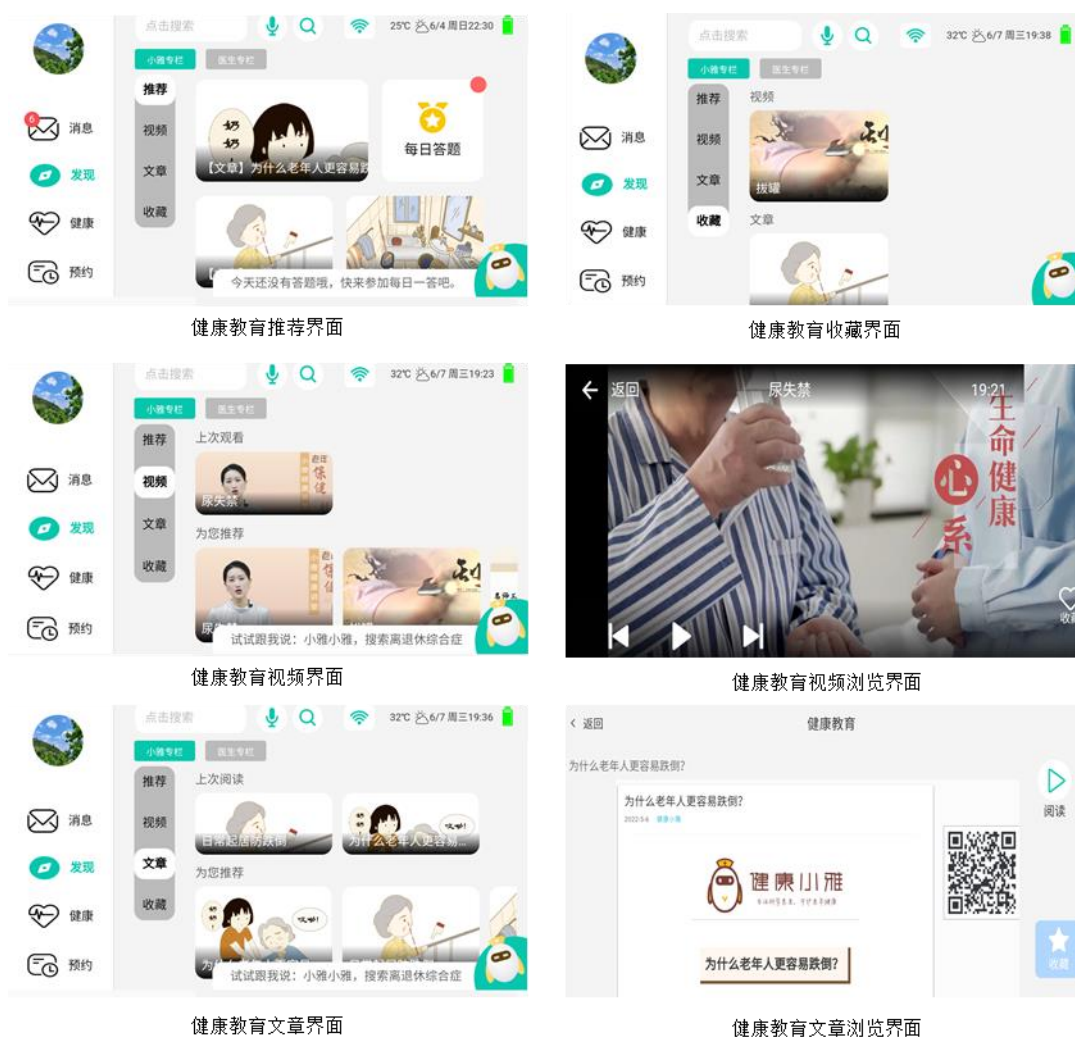 点击搜索
25℃ 6/4 周日22:30
小雅专栏 医生专栏
推荐
视频
文章
收藏
6
消息
发现
健康
预约
奶奶!
【文章】为什么老年人更容易跌
每日答题
今天还没有答题哦，快来参加每日一答吧。
健康教育推荐界面
点击搜索
32℃ 6/7 周三19:38
小雅专栏 医生专栏
推荐
视频
文章
收藏
消息
发现
健康
预约
视频
拔罐
文章
健康教育收藏界面
点击搜索
32℃ 6/7 周三19:23
小雅专栏 医生专栏
推荐
视频
文章
收藏
消息
发现
健康
预约
上次观看
保健
尿失禁
为您推荐
试试跟我说：小雅小雅，搜索离退休综合症
健康教育视频界面
返回
尿失禁
19:21
生命健康
心系
收藏
健康教育视频浏览界面
点击搜索
32℃ 6/7 周三19:36
小雅专栏 医生专栏
推荐
视频
文章
收藏
消息
发现
健康
预约
上次阅读
日常起居防跌倒
为什么老年人更容易...
哎哟!
为您推荐
奶奶!
哎哟!
试试跟我说：小雅小雅，搜索离退休综合症
健康教育文章界面
返回
健康教育
为什么老年人更容易跌倒?
为什么老年人更容易跌倒?
2022-5-6 健康小雅
健康小雅
为什么老年人更容易跌倒?
阅读
收藏
健康教育文章浏览界面